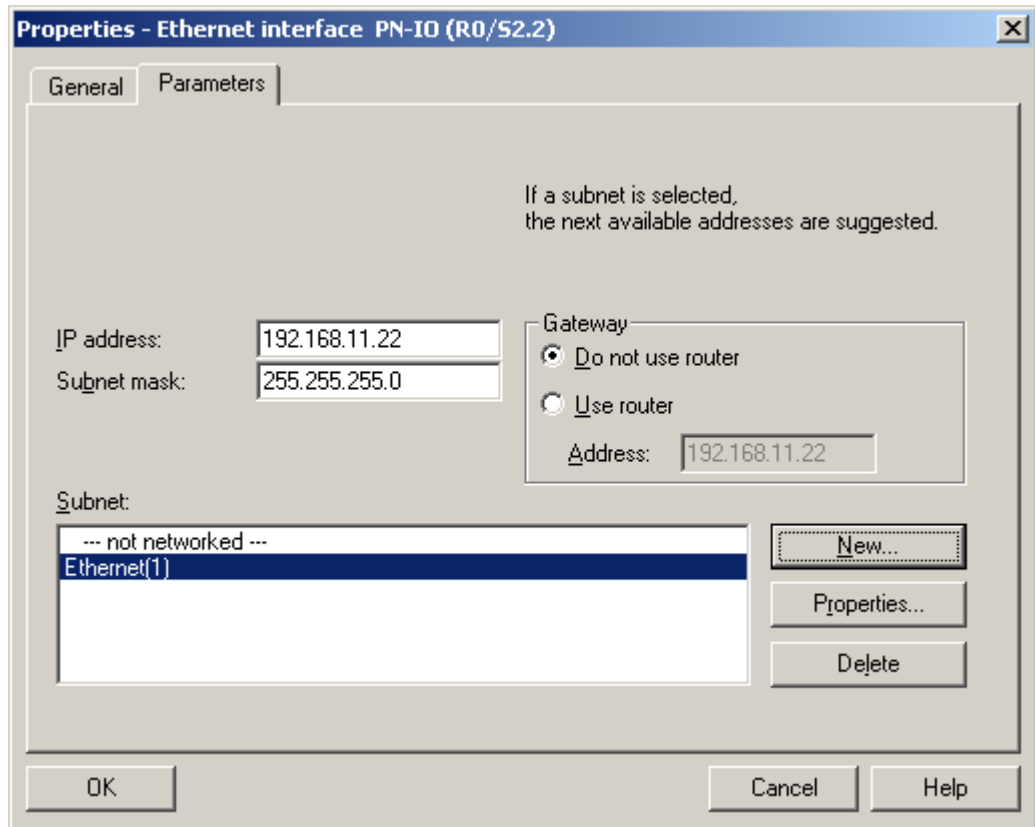 Properties - Ethernet interface PN-IO (R0/S2.2)
General
Parameters
If a subnet is selected,
the next available addresses are suggested.
IP address:
192.168.11.22
Subnet mask:
255.255.255.0
Gateway
Do not use router
Use router
Address:
192.168.11.22
Subnet:
--- not networked ---
Ethernet(1)
New...
Properties...
Delete
OK
Cancel
Help